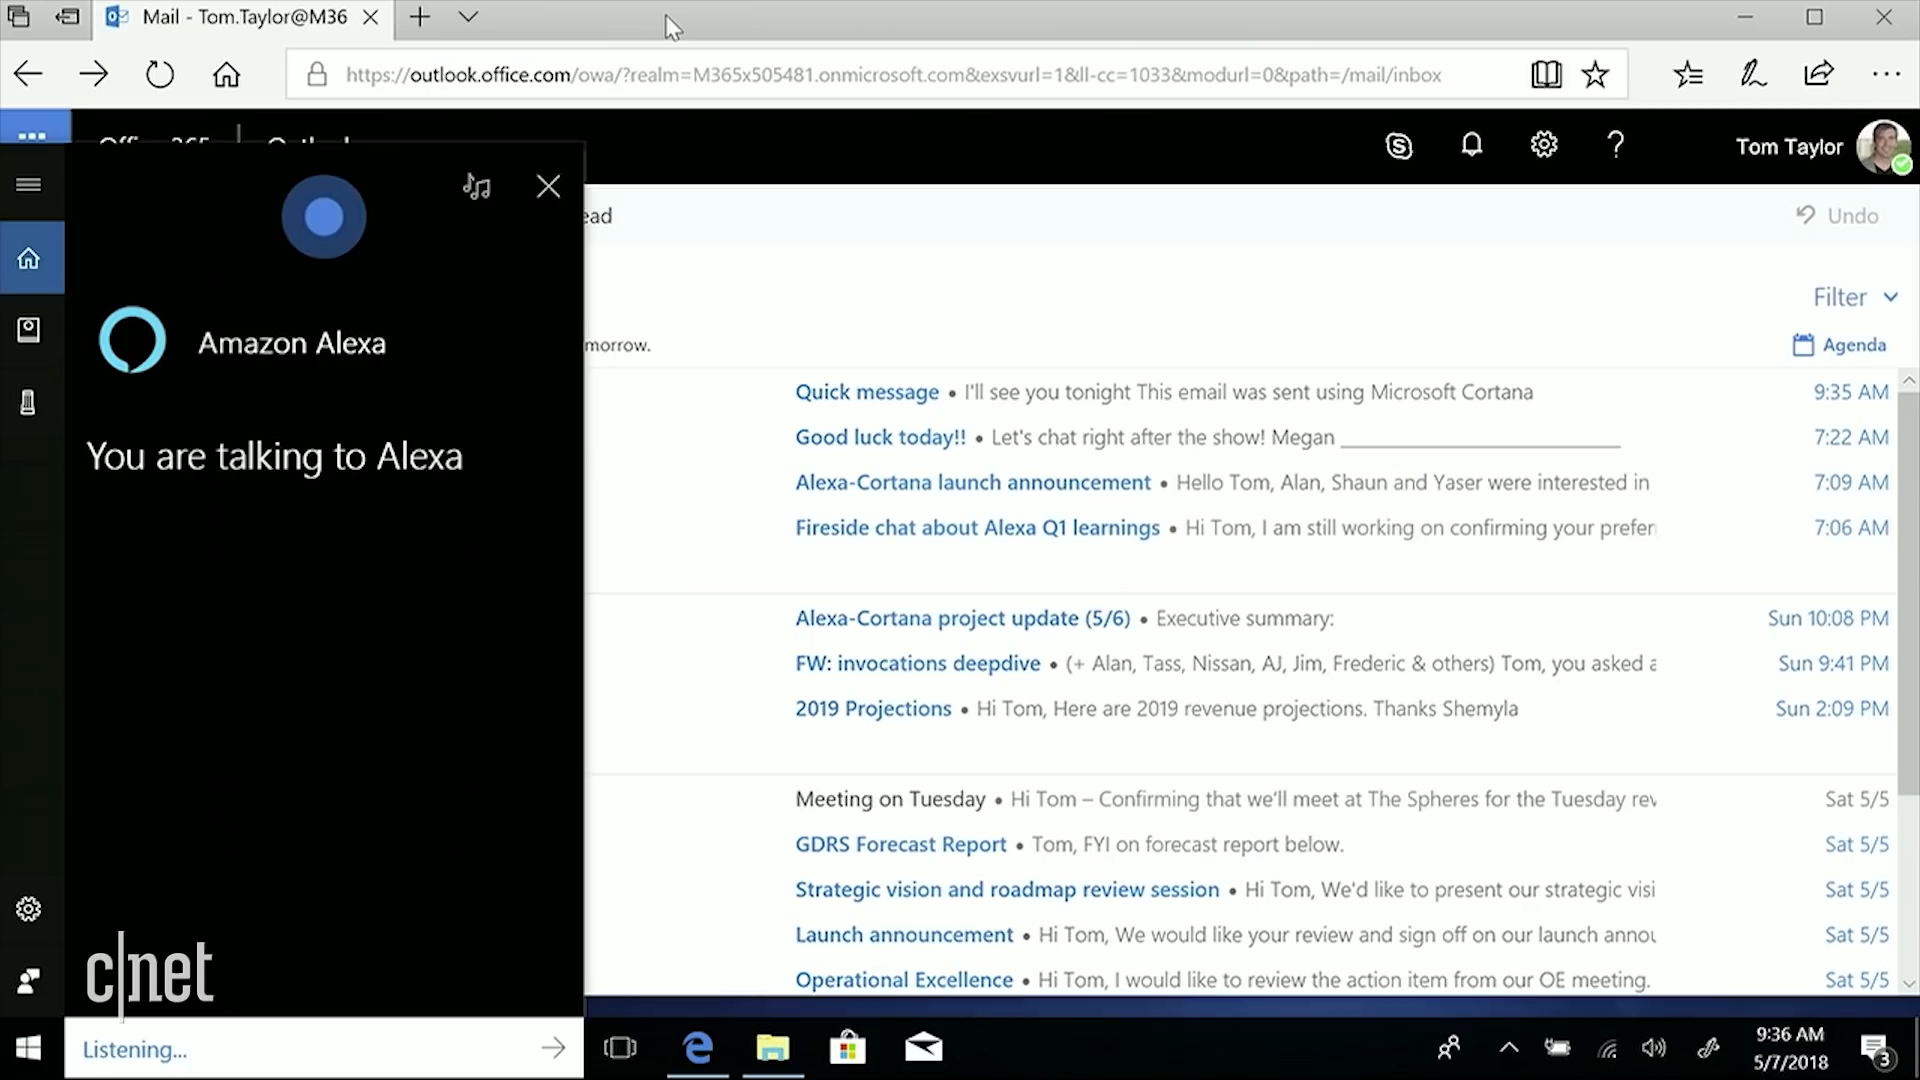 Mail - Tom.Taylor@M36
https://outlook.office.com/owa/?realm=M365x505481.onmicrosoft.com&exsvurl=1&ll-cc=1033&modurl=0&path=/mail/inbox
Office 365 | Outlook
Tom Taylor
ead
Undo
Filter
morrow.
Agenda
Amazon Alexa
You are talking to Alexa
Quick message • I'll see you tonight This email was sent using Microsoft Cortana 9:35 AM
Good luck today!! • Let's chat right after the show! Megan ____________________________ 7:22 AM
Alexa-Cortana launch announcement • Hello Tom, Alan, Shaun and Yaser were interested in 7:09 AM
Fireside chat about Alexa Q1 learnings • Hi Tom, I am still working on confirming your prefer 7:06 AM
Alexa-Cortana project update (5/6) • Executive summary: Sun 10:08 PM
FW: invocations deepdive • (+ Alan, Tass, Nissan, AJ, Jim, Frederic & others) Tom, you asked a Sun 9:41 PM
2019 Projections • Hi Tom, Here are 2019 revenue projections. Thanks Shemyla Sun 2:09 PM
Meeting on Tuesday • Hi Tom – Confirming that we'll meet at The Spheres for the Tuesday rev Sat 5/5
GDRS Forecast Report • Tom, FYI on forecast report below. Sat 5/5
Strategic vision and roadmap review session • Hi Tom, We'd like to present our strategic visi Sat 5/5
Launch announcement • Hi Tom, We would like your review and sign off on our launch annou Sat 5/5
Operational Excellence • Hi Tom, I would like to review the action item from our OE meeting. Sat 5/5
c|net
Listening...
9:36 AM
5/7/2018
3